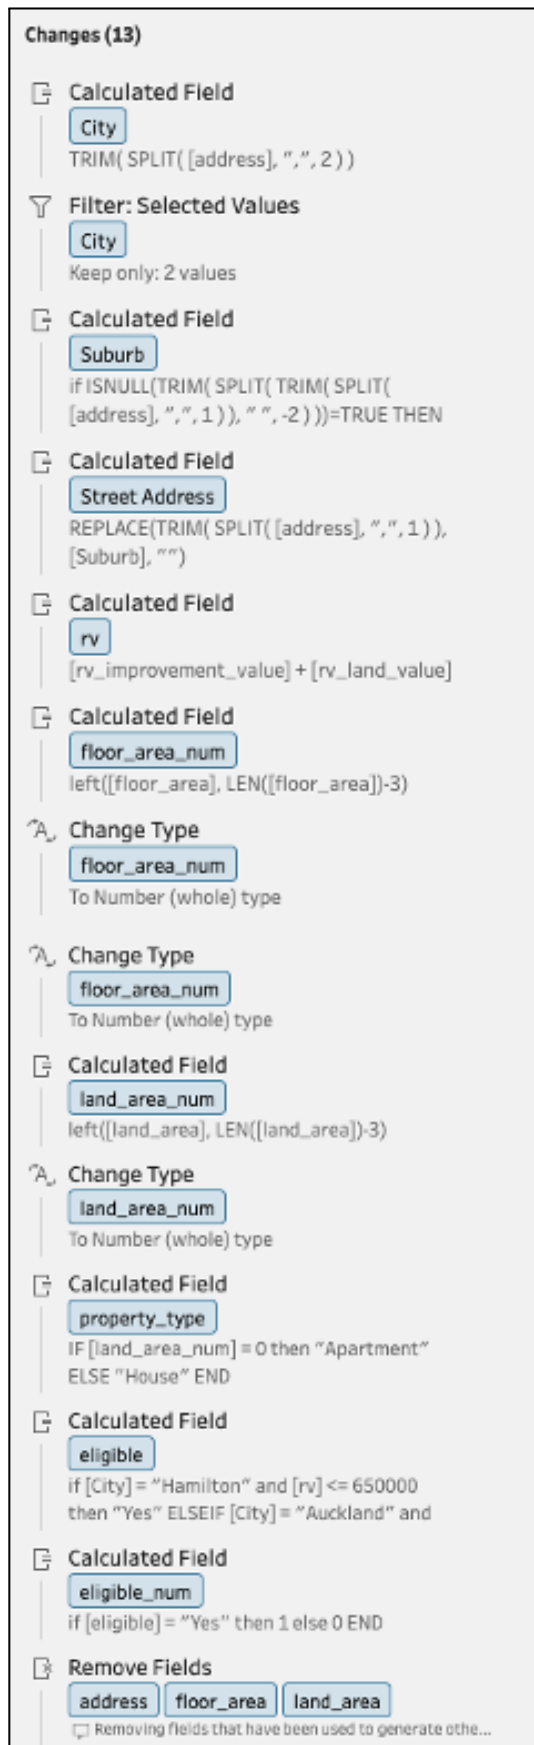 Changes (13)
Calculated Field
City
TRIM( SPLIT( [address], ",", 2 ) )
Filter: Selected Values
City
Keep only: 2 values
Calculated Field
Suburb
if ISNULL(TRIM( SPLIT( TRIM( SPLIT(
[address], ",", 1 ) ), " ", -2 ) ))=TRUE THEN
Calculated Field
Street Address
REPLACE(TRIM( SPLIT( [address], ",", 1 ) ),
[Suburb], "")
Calculated Field
rv
[rv_improvement_value] + [rv_land_value]
Calculated Field
floor_area_num
left([floor_area], LEN([floor_area])-3)
Change Type
floor_area_num
To Number (whole) type
Change Type
floor_area_num
To Number (whole) type
Calculated Field
land_area_num
left([land_area], LEN([land_area])-3)
Change Type
land_area_num
To Number (whole) type
Calculated Field
property_type
IF [land_area_num] = 0 then "Apartment"
ELSE "House" END
Calculated Field
eligible
if [City] = "Hamilton" and [rv] <= 650000
then "Yes" ELSEIF [City] = "Auckland" and
Calculated Field
eligible_num
if [eligible] = "Yes" then 1 else 0 END
Remove Fields
address floor_area land_area
Removing fields that have been used to generate othe...